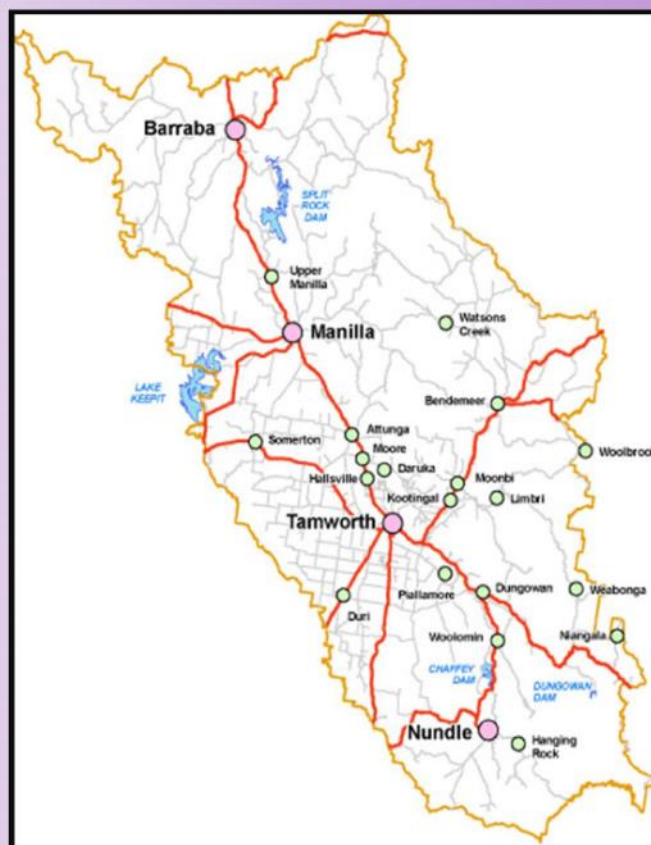 Barraba
SPLIT
ROCK
DAM
Upper
Manilla
Manilla
Watsons
Creek
LAKE
KEEPIT
Bendemeer
Attunga
Somerton
Moore
Daruka
Woolbroo
Hallsville
Moonbi
Kootingal
Limbri
Tamworth
Piallamore
Dungowan
Weabonga
Duri
Woolomin
Niangala
CHAFFEY
DAM
DUNGOWAN
DAM
Nundle
Hanging
Rock